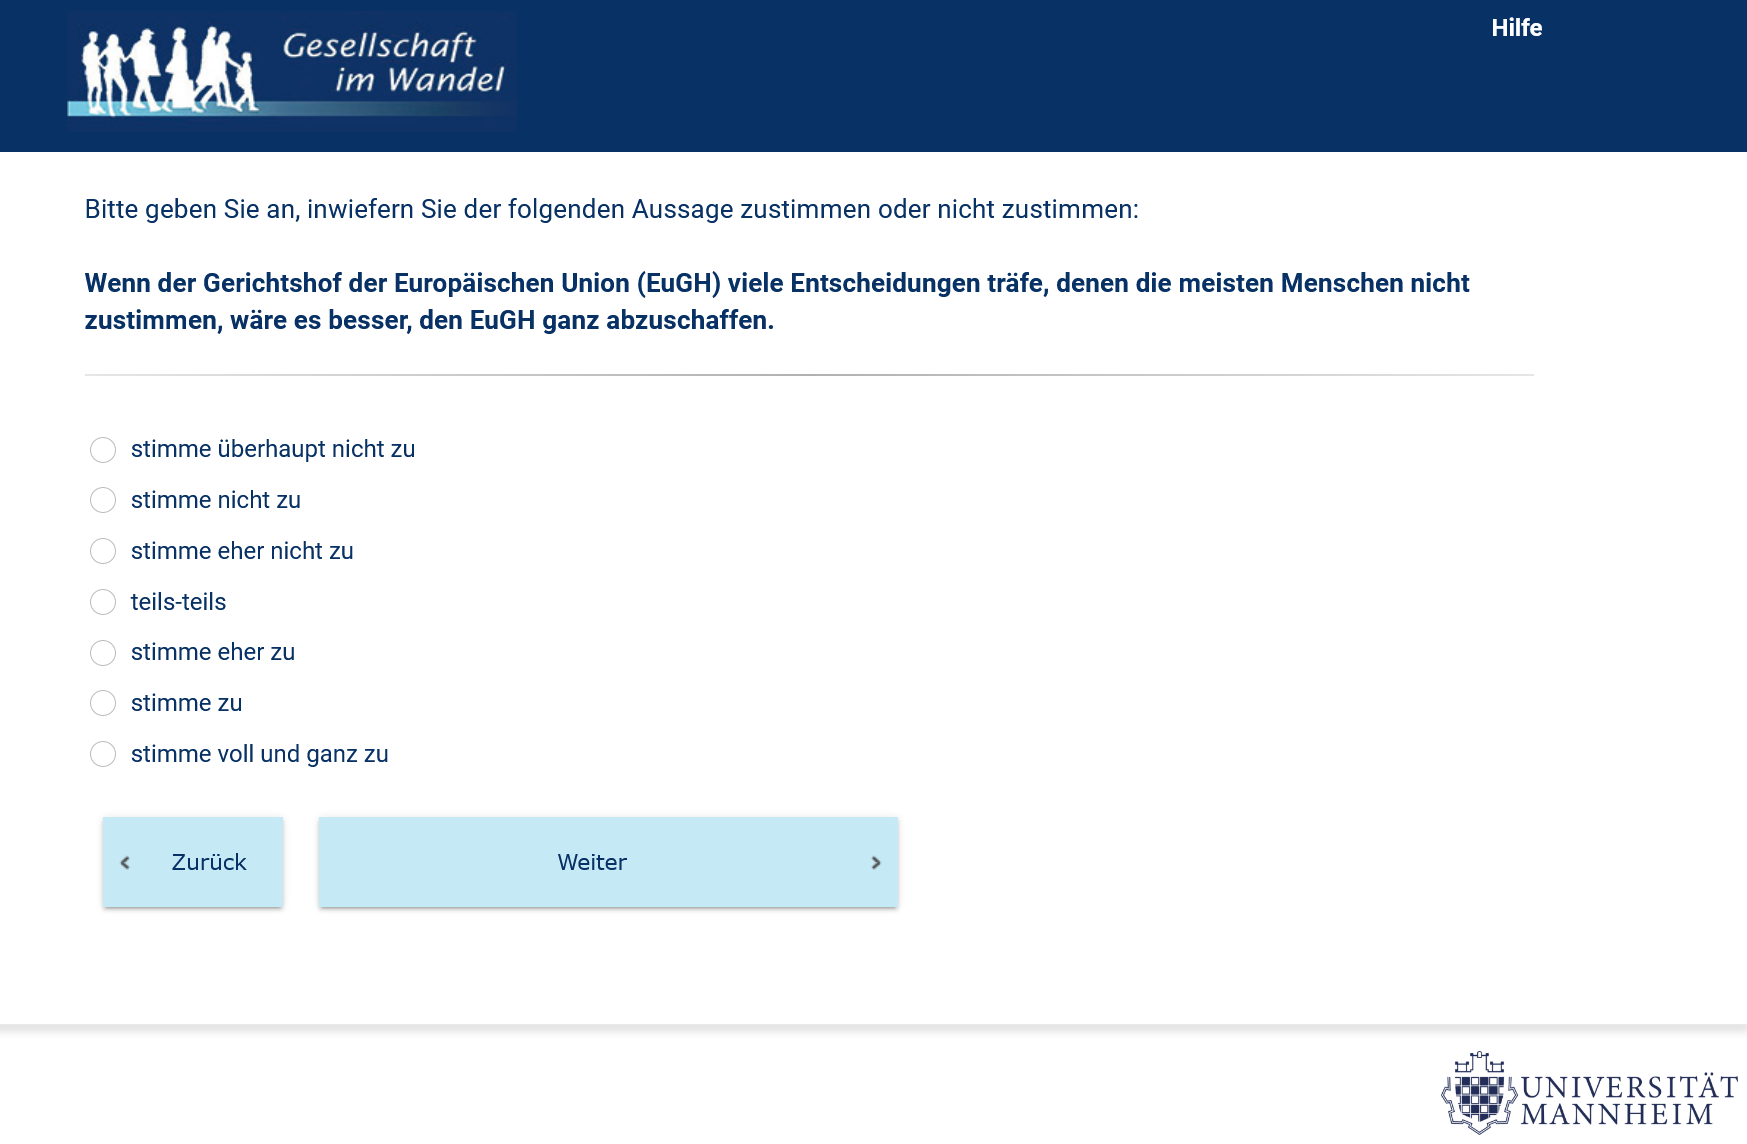 Gesellschaft
im Wandel
Hilfe
Bitte geben Sie an, inwiefern Sie der folgenden Aussage zustimmen oder nicht zustimmen:
Wenn der Gerichtshof der Europäischen Union (EuGH) viele Entscheidungen träfe, denen die meisten Menschen nicht
zustimmen, wäre es besser, den EuGH ganz abzuschaffen.
stimme überhaupt nicht zu
stimme nicht zu
stimme eher nicht zu
teils-teils
stimme eher zu
stimme zu
stimme voll und ganz zu
Zurück
Weiter
UNIVERSITÄT
MANNHEIM